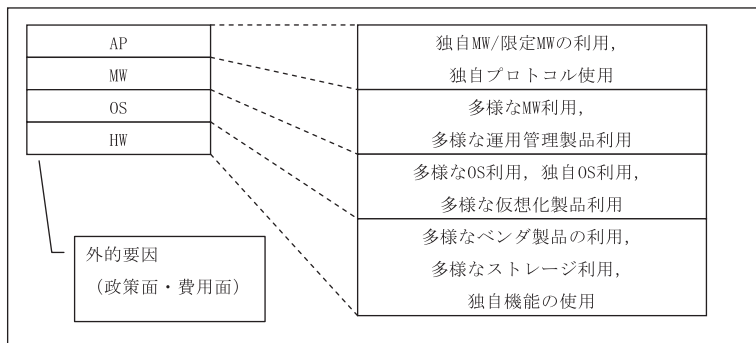 AP
MW
OS
HW
外的要因
（政策面・費用面）
独自MW/限定MWの利用，
独自プロトコル使用
多様なMW利用，
多様な運用管理製品利用
多様なOS利用，独自OS利用，
多様な仮想化製品利用
多様なベンダ製品の利用，
多様なストレージ利用，
独自機能の使用